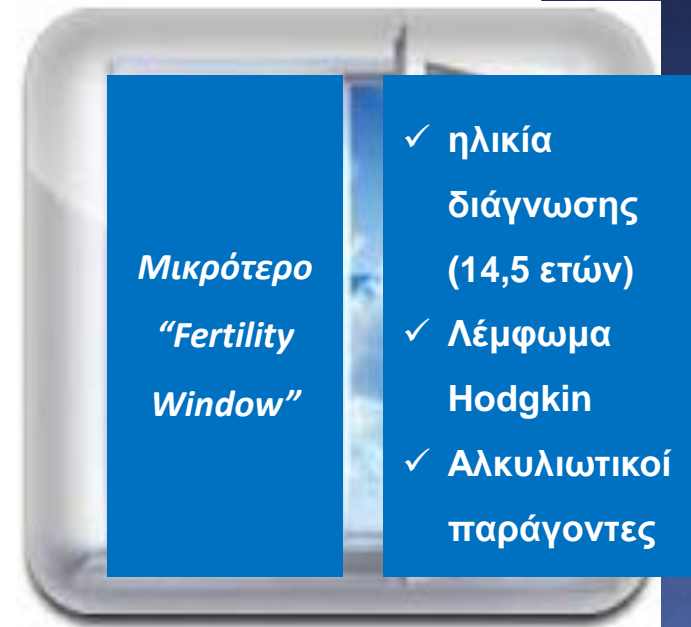 Μικρότερο
“Fertility
Window”
✓ ηλικία
διάγνωσης
(14,5 ετών)
✓ Λέμφωμα
Hodgkin
✓ Αλκυλιωτικοί
παράγοντες